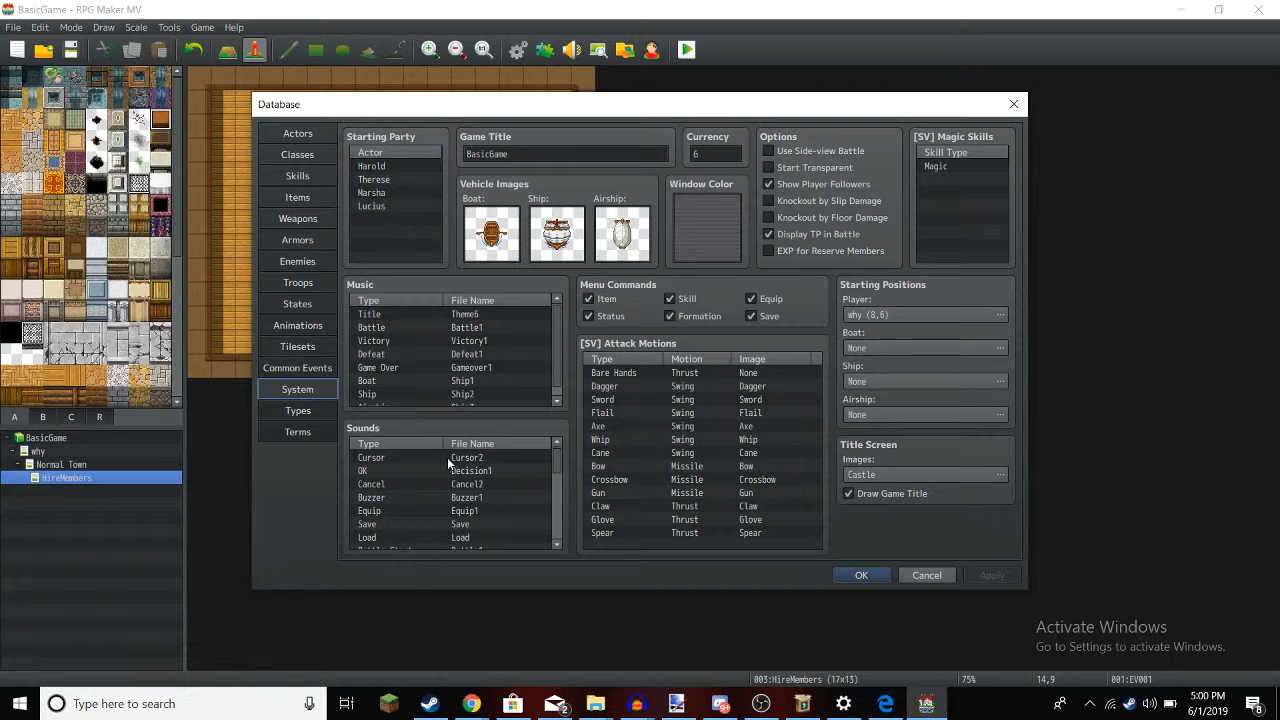 BasicGame - RPG Maker MV
File Edit Mode Draw Scale Tools Game Help
Database
Actors
Classes
Skills
Items
Weapons
Armors
Enemies
Troops
States
Animations
Tilesets
Common Events
System
Types
Terms
Starting Party
Actor
Harold
Therese
Marsha
Lucius
Game Title
BasicGame
Currency
6
Vehicle Images
Boat: Ship: Airship:
Window Color
Options
Use Side-view Battle
Start Transparent
Show Player Followers
Knockout by Slip Damage
Knockout by Floor Damage
Display TP in Battle
EXP for Reserve Members
[SV] Magic Skills
Skill Type
Magic
Music
Type File Name
Title Theme6
Battle Battle1
Victory Victory1
Defeat Defeat1
Game Over Gameover1
Boat Ship1
Ship Ship2
Menu Commands
Item Skill Equip
Status Formation Save
[SV] Attack Motions
Type Motion Image
Bare Hands Thrust None
Dagger Swing Dagger
Sword Swing Sword
Flail Swing Flail
Axe Swing Axe
Whip Swing Whip
Cane Swing Cane
Bow Missile Bow
Crossbow Missile Crossbow
Gun Missile Gun
Claw Thrust Claw
Glove Thrust Glove
Spear Thrust Spear
Starting Positions
Player:
why (8,6) ...
Boat:
None ...
Ship:
None ...
Airship:
None ...
Sounds
Type File Name
Cursor Cursor2
OK Decision1
Cancel Cancel2
Buzzer Buzzer1
Equip Equip1
Save Save
Load Load
Title Screen
Images:
Castle ...
Draw Game Title
OK Cancel Apply
A B C R
BasicGame
why
Normal Town
HireMembers
Activate Windows
Go to Settings to activate Windows.
003:HireMembers (17x13) 75% 14,9 001:EV001
Type here to search
2
5:00 PM
6/1/2019
8